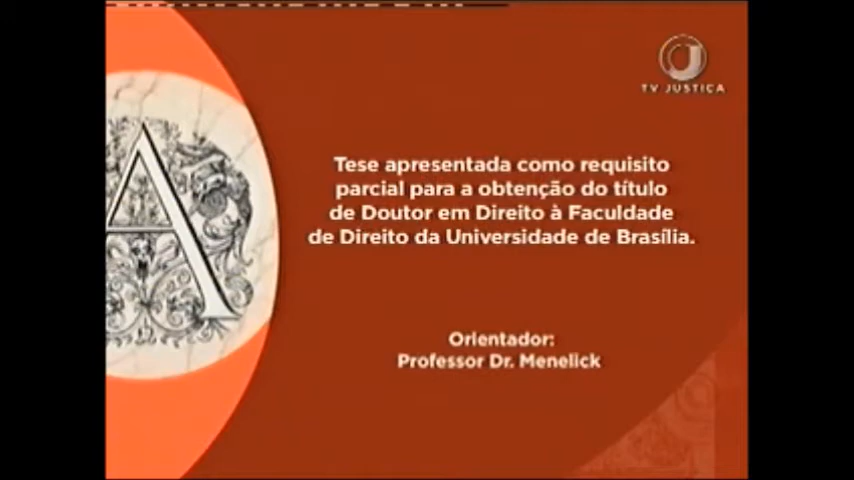 TV JUSTIÇA
A
Tese apresentada como requisito
parcial para a obtenção do título
de Doutor em Direito à Faculdade
de Direito da Universidade de Brasília.
Orientador:
Professor Dr. Menelick